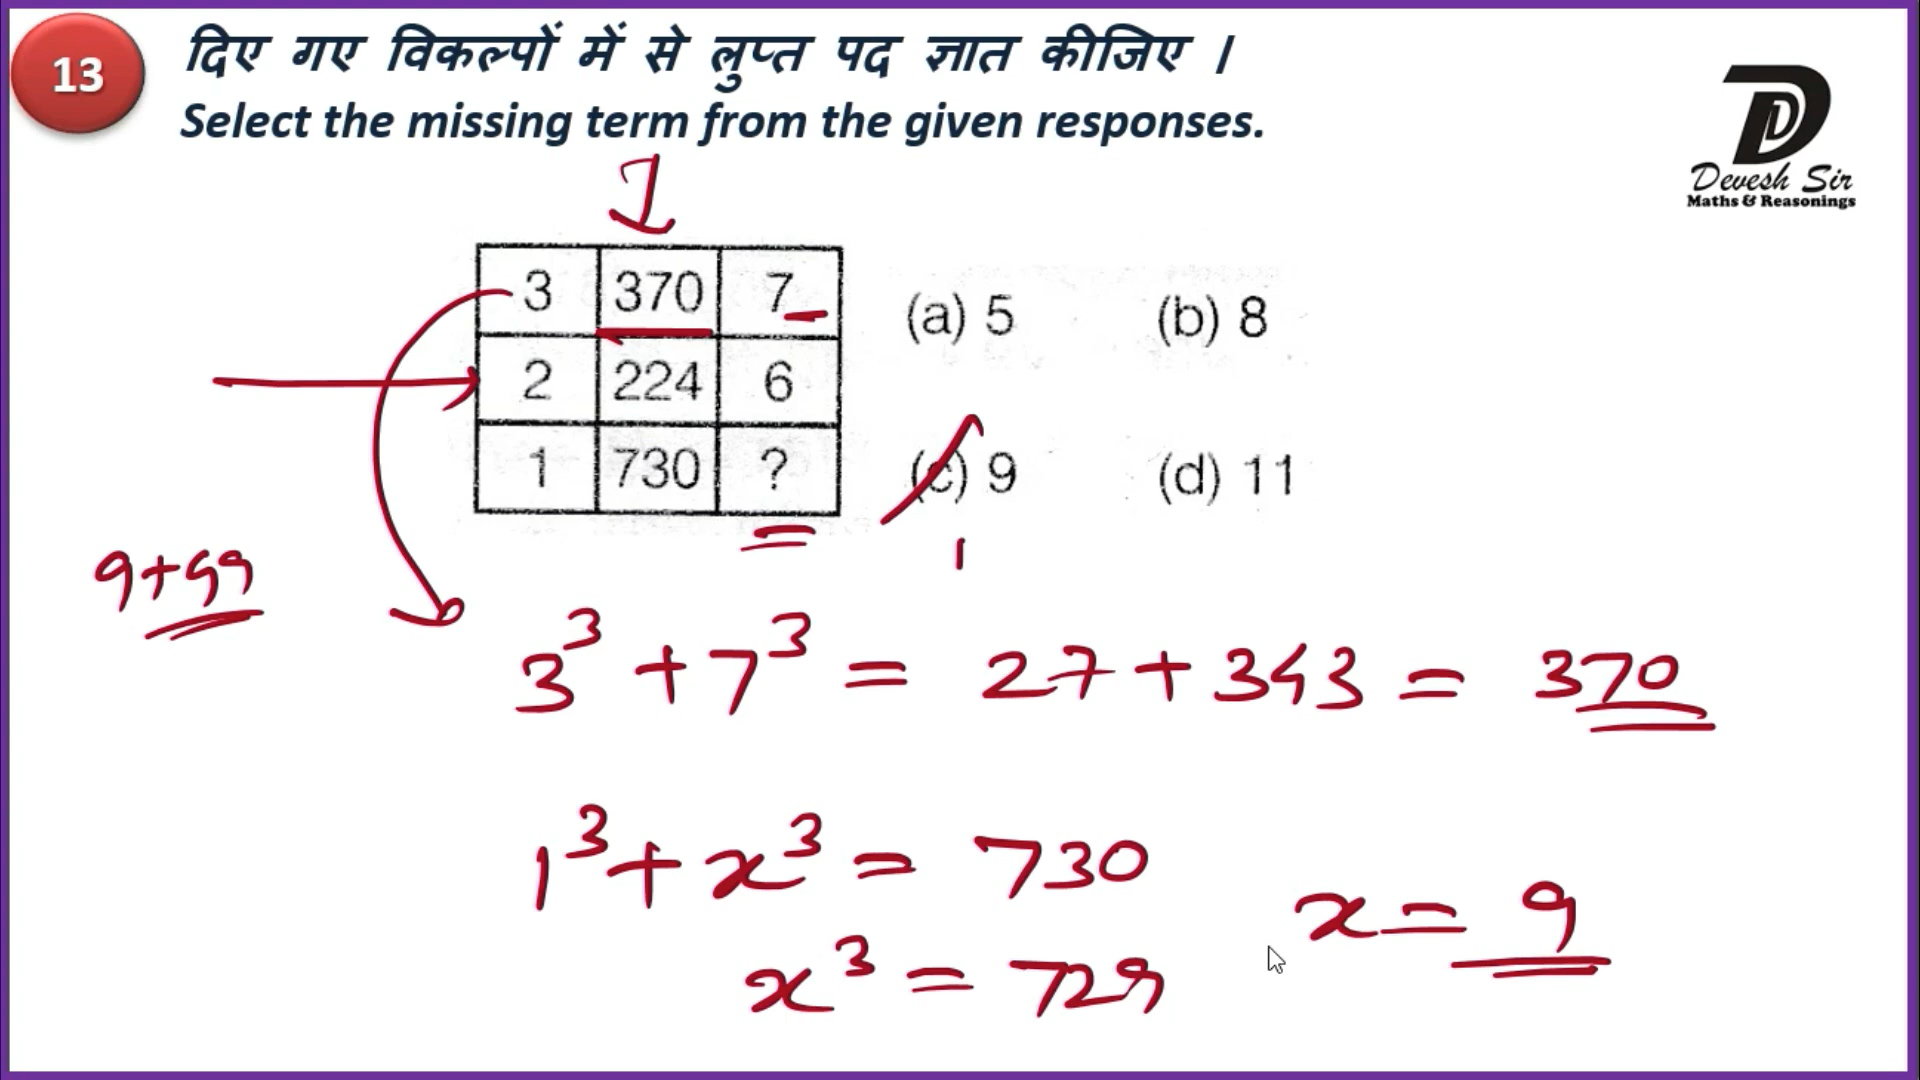 13
दिए गए विकल्पों में से लुप्त पद ज्ञात कीजिए ।
Select the missing term from the given responses.
D
Devesh Sir
Maths & Reasonings
I
3 370 7
2 224 6
1 730 ?
(a) 5 (b) 8
(c) 9 (d) 11
9+49
3³ + 7³ = 27 + 343 = 370
1³ + x³ = 730
x³ = 729
x = 9